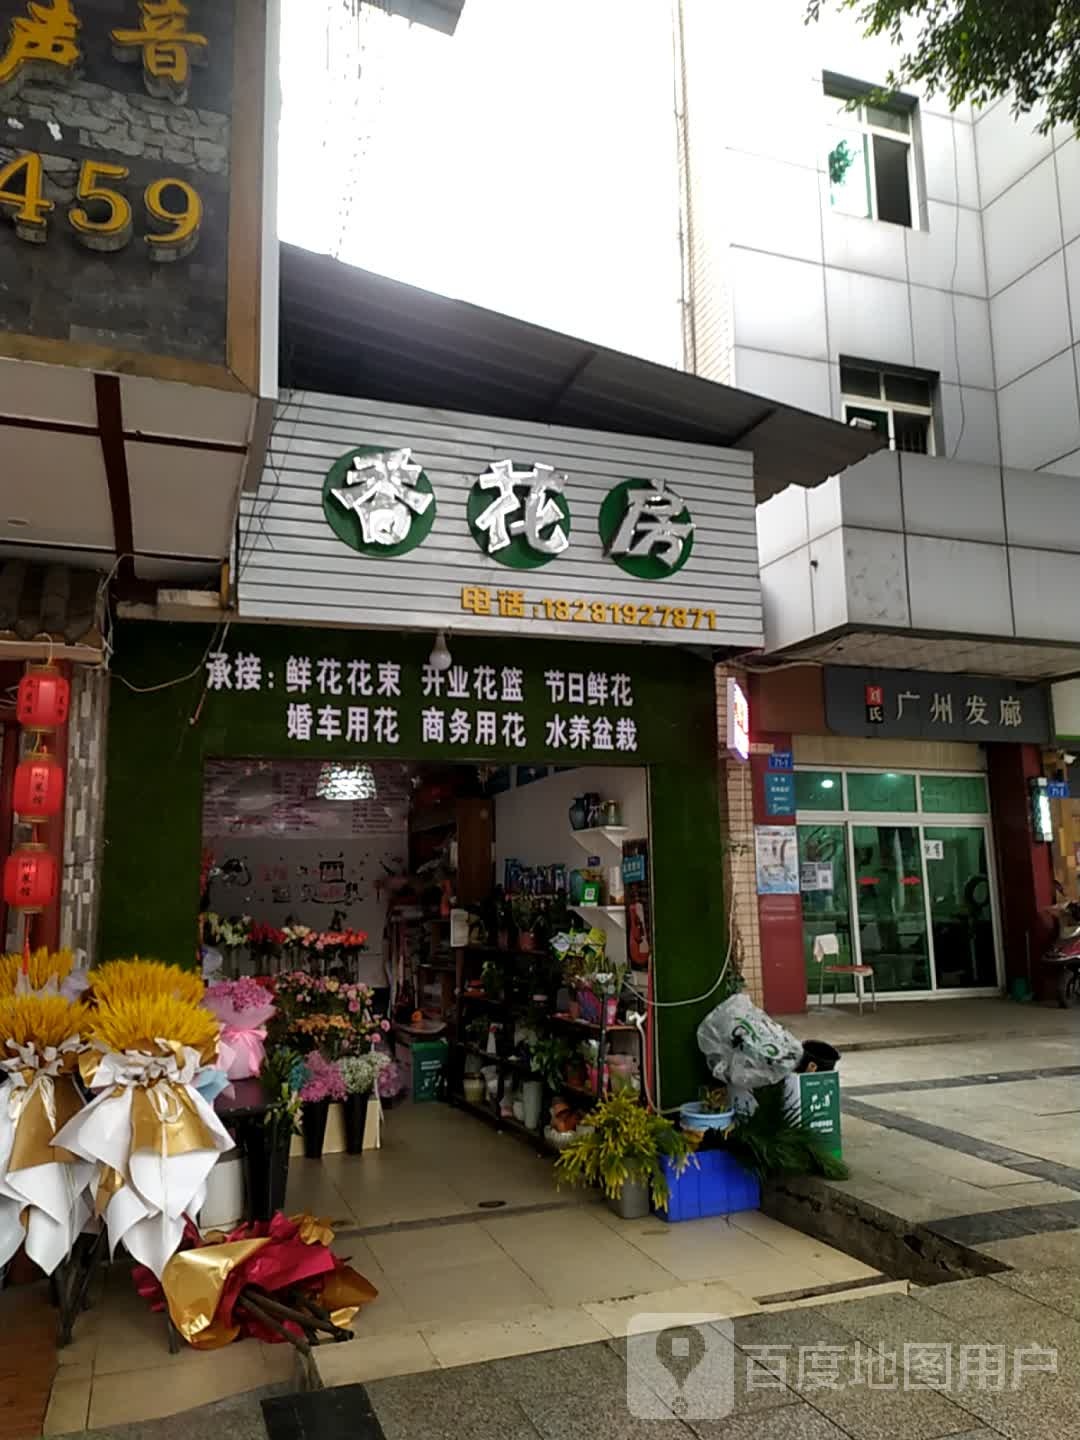 声音
459
香花房
电话:18281927871
承接:鲜花花束 开业花篮 节日鲜花
婚车用花 商务用花 水养盆栽
刘氏 广州发廊
71-1
百度地图用户